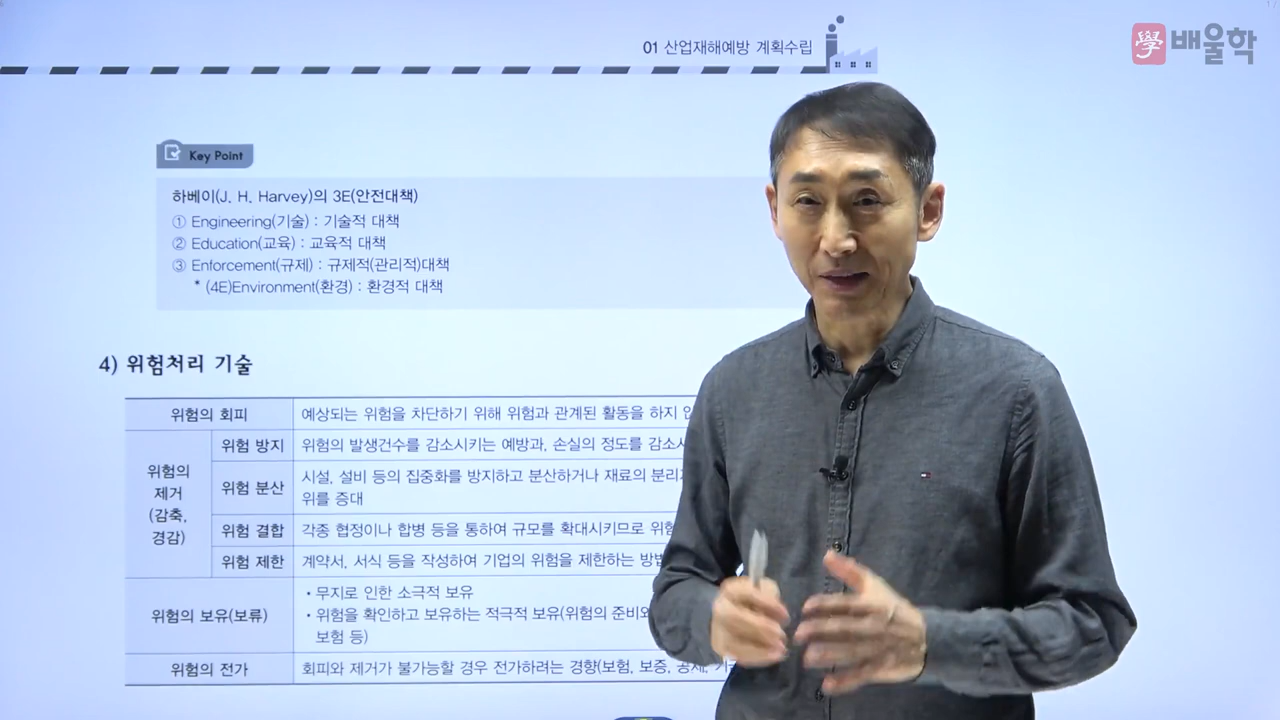 01 산업재해예방 계획수립
學 배울학
Key Point
하베이(J. H. Harvey)의 3E(안전대책)
① Engineering(기술) : 기술적 대책
② Education(교육) : 교육적 대책
③ Enforcement(규제) : 규제적(관리적)대책
* (4E)Environment(환경) : 환경적 대책
4) 위험처리 기술
위험의 회피
예상되는 위험을 차단하기 위해 위험과 관계된 활동을 하지
위험의
제거
(감축,
경감)
위험 방지
위험의 발생건수를 감소시키는 예방과, 손실의 정도를
위험 분산
시설, 설비 등의 집중화를 방지하고 분산하거나 재료의
위를 증대
위험 결합
각종 협정이나 합병 등을 통하여 규모를 확대시키므로
위험 제한
계약서, 서식 등을 작성하여 기업의 위험을 제한하는 방법
위험의 보유(보류)
• 무지로 인한 소극적 보유
• 위험을 확인하고 보유하는 적극적 보유(위험의
보험 등)
위험의 전가
회피와 제거가 불가능할 경우 전가하려는 경향(보험, 보증, 공제,